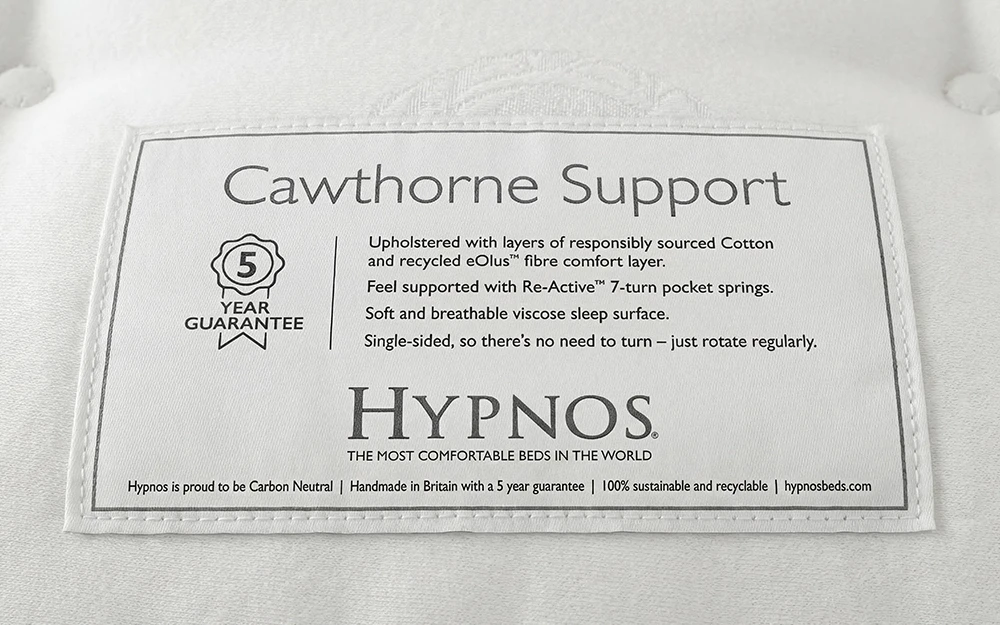 Cawthorne Support
5
YEAR
GUARANTEE
Upholstered with layers of responsibly sourced Cotton
and recycled eOlus™ fibre comfort layer.
Feel supported with Re-Active™ 7-turn pocket springs.
Soft and breathable viscose sleep surface.
Single-sided, so there's no need to turn – just rotate regularly.
HYPNOS®
THE MOST COMFORTABLE BEDS IN THE WORLD
Hypnos is proud to be Carbon Neutral | Handmade in Britain with a 5 year guarantee | 100% sustainable and recyclable | hypnosbeds.com